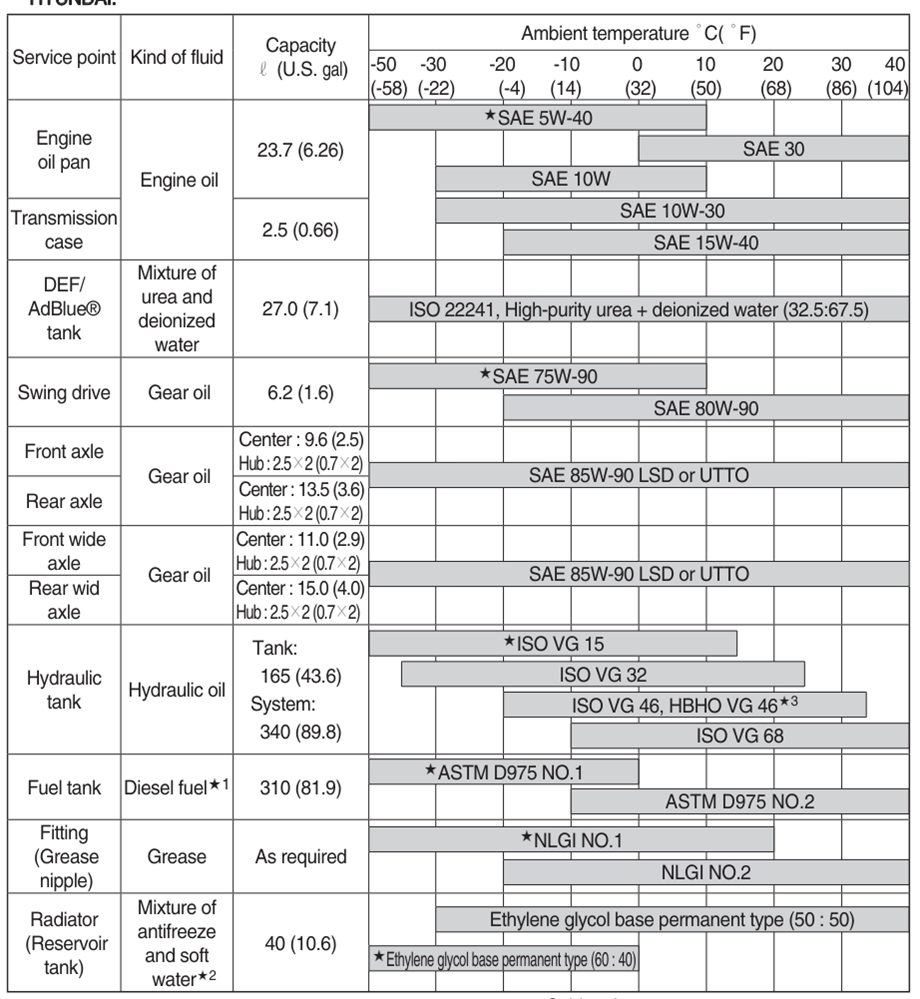 HYUNDAI.
Service point Kind of fluid Capacity ℓ (U.S. gal) Ambient temperature °C( °F)
-50 -30 -20 -10 0 10 20 30 40
(-58) (-22) (-4) (14) (32) (50) (68) (86) (104)
Engine
oil pan
Engine oil
23.7 (6.26)
★SAE 5W-40
SAE 30
SAE 10W
Transmission
case
2.5 (0.66)
SAE 10W-30
SAE 15W-40
DEF/
AdBlue®
tank
Mixture of
urea and
deionized
water
27.0 (7.1)
ISO 22241, High-purity urea + deionized water (32.5:67.5)
Swing drive
Gear oil
6.2 (1.6)
★SAE 75W-90
SAE 80W-90
Front axle
Gear oil
Center : 9.6 (2.5)
Hub : 2.5×2 (0.7×2)
SAE 85W-90 LSD or UTTO
Rear axle
Center : 13.5 (3.6)
Hub : 2.5×2 (0.7×2)
Front wide
axle
Gear oil
Center : 11.0 (2.9)
Hub : 2.5×2 (0.7×2)
SAE 85W-90 LSD or UTTO
Rear wid
axle
Center : 15.0 (4.0)
Hub : 2.5×2 (0.7×2)
Hydraulic
tank
Hydraulic oil
Tank:
165 (43.6)
System:
340 (89.8)
★ISO VG 15
ISO VG 32
ISO VG 46, HBHO VG 46★3
ISO VG 68
Fuel tank
Diesel fuel★1
310 (81.9)
★ASTM D975 NO.1
ASTM D975 NO.2
Fitting
(Grease
nipple)
Grease
As required
★NLGI NO.1
NLGI NO.2
Radiator
(Reservoir
tank)
Mixture of
antifreeze
and soft
water★2
40 (10.6)
Ethylene glycol base permanent type (50 : 50)
★Ethylene glycol base permanent type (60 : 40)